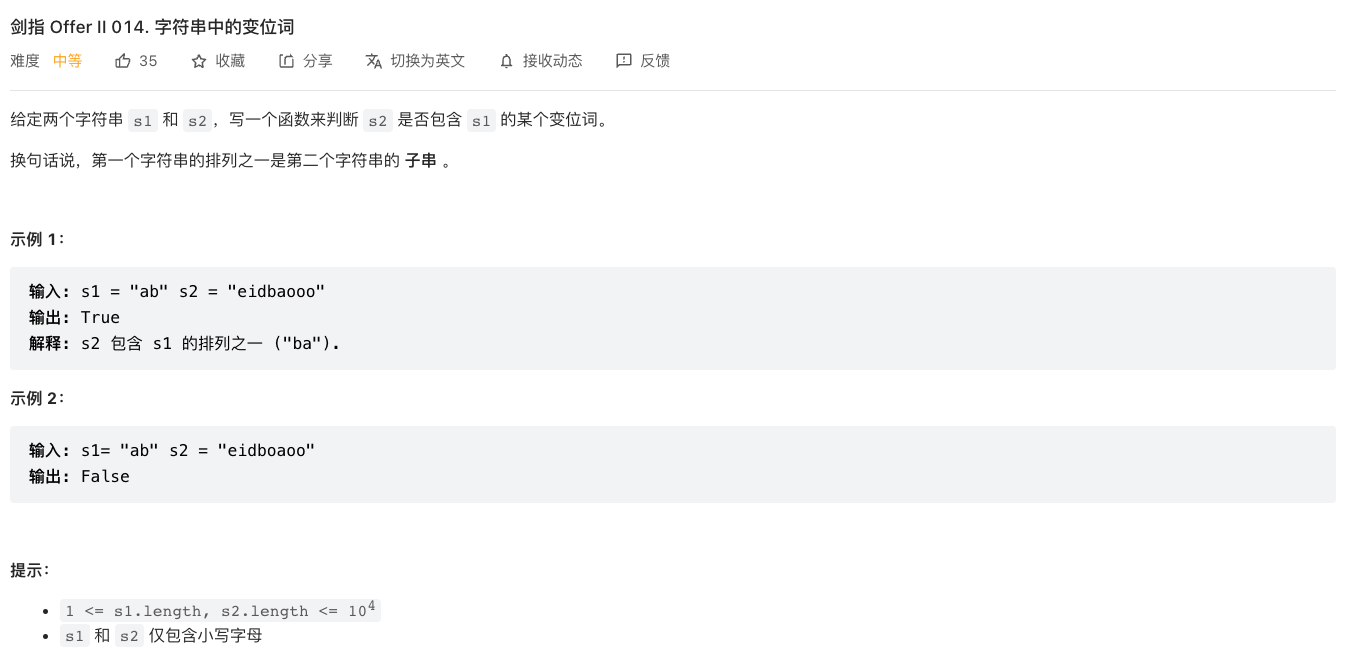 剑指 Offer II 014. 字符串中的变位词
难度 中等 35 收藏 分享 切换为英文 接收动态 反馈
给定两个字符串 s1 和 s2，写一个函数来判断 s2 是否包含 s1 的某个变位词。
换句话说，第一个字符串的排列之一是第二个字符串的 子串 。
示例 1：
输入: s1 = "ab" s2 = "eidbaooo"
输出: True
解释: s2 包含 s1 的排列之一 ("ba").
示例 2：
输入: s1= "ab" s2 = "eidboaoo"
输出: False
提示：
1 <= s1.length, s2.length <= 10⁴
s1 和 s2 仅包含小写字母